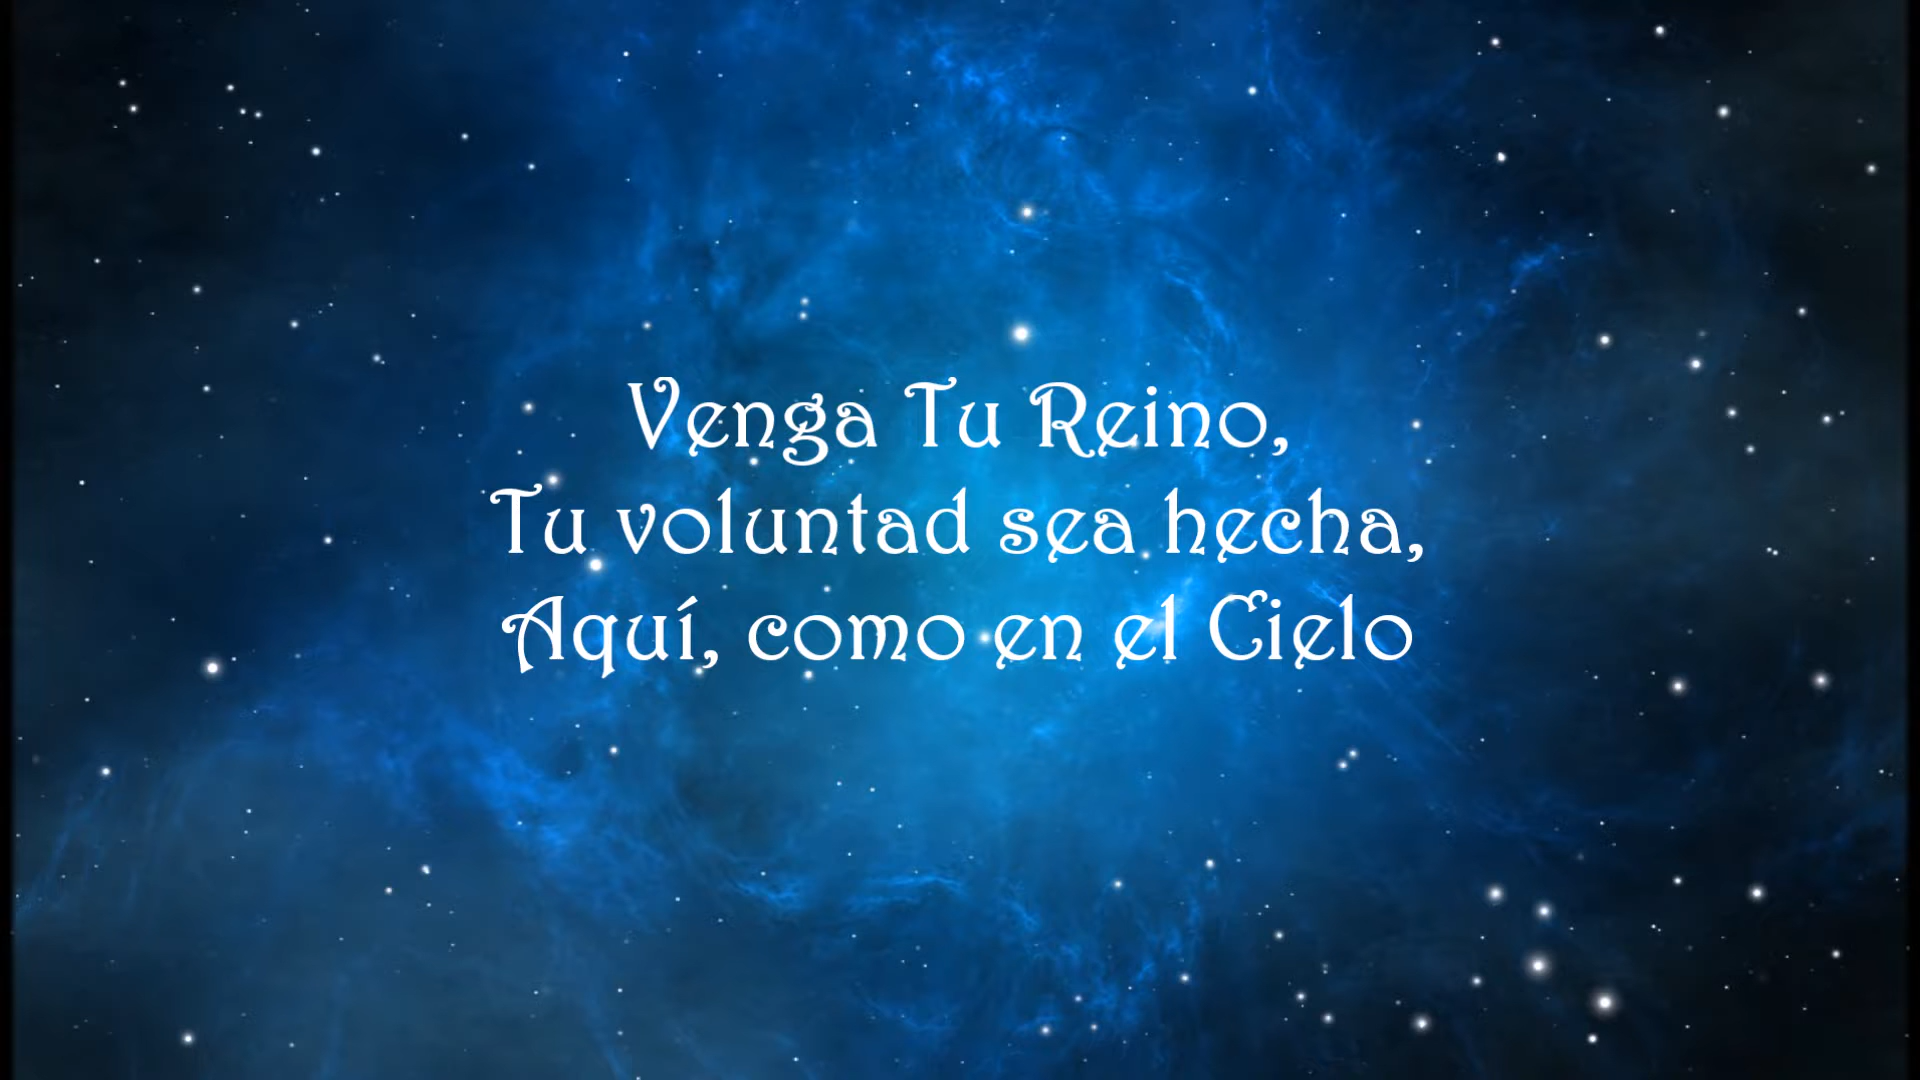 Venga Tu Reino,
Tu voluntad sea hecha,
Aquí, como en el Cielo